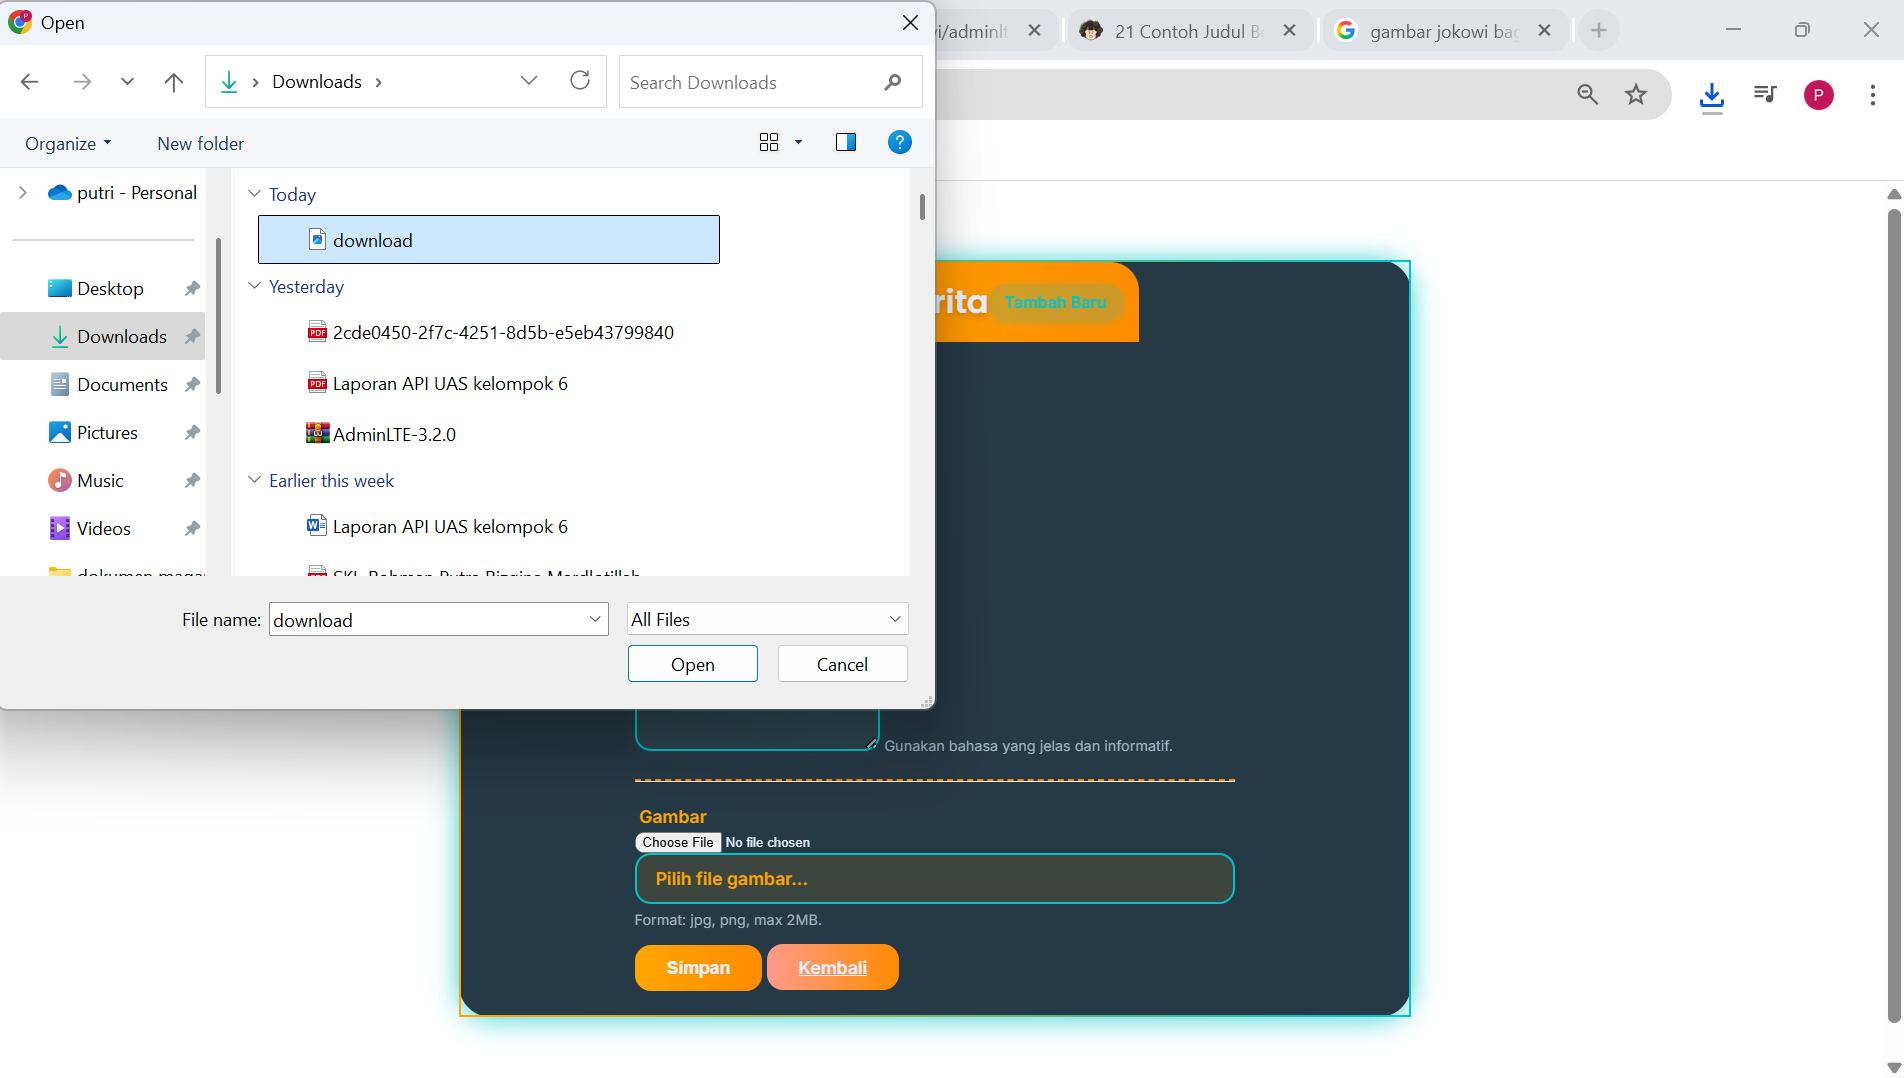 Open
vi/adminlt
21 Contoh Judul Be
gambar jokowi bag
Downloads
Search Downloads
P
Organize
New folder
?
putri - Personal
Desktop
Downloads
Documents
Pictures
Music
Videos
Today
download
Yesterday
2cde0450-2f7c-4251-8d5b-e5eb43799840
Laporan API UAS kelompok 6
AdminLTE-3.2.0
Earlier this week
Laporan API UAS kelompok 6
File name:
download
All Files
Open
Cancel
rita
Tambah Baru
Gunakan bahasa yang jelas dan informatif.
Gambar
Choose File No file chosen
Pilih file gambar...
Format: jpg, png, max 2MB.
Simpan
Kembali